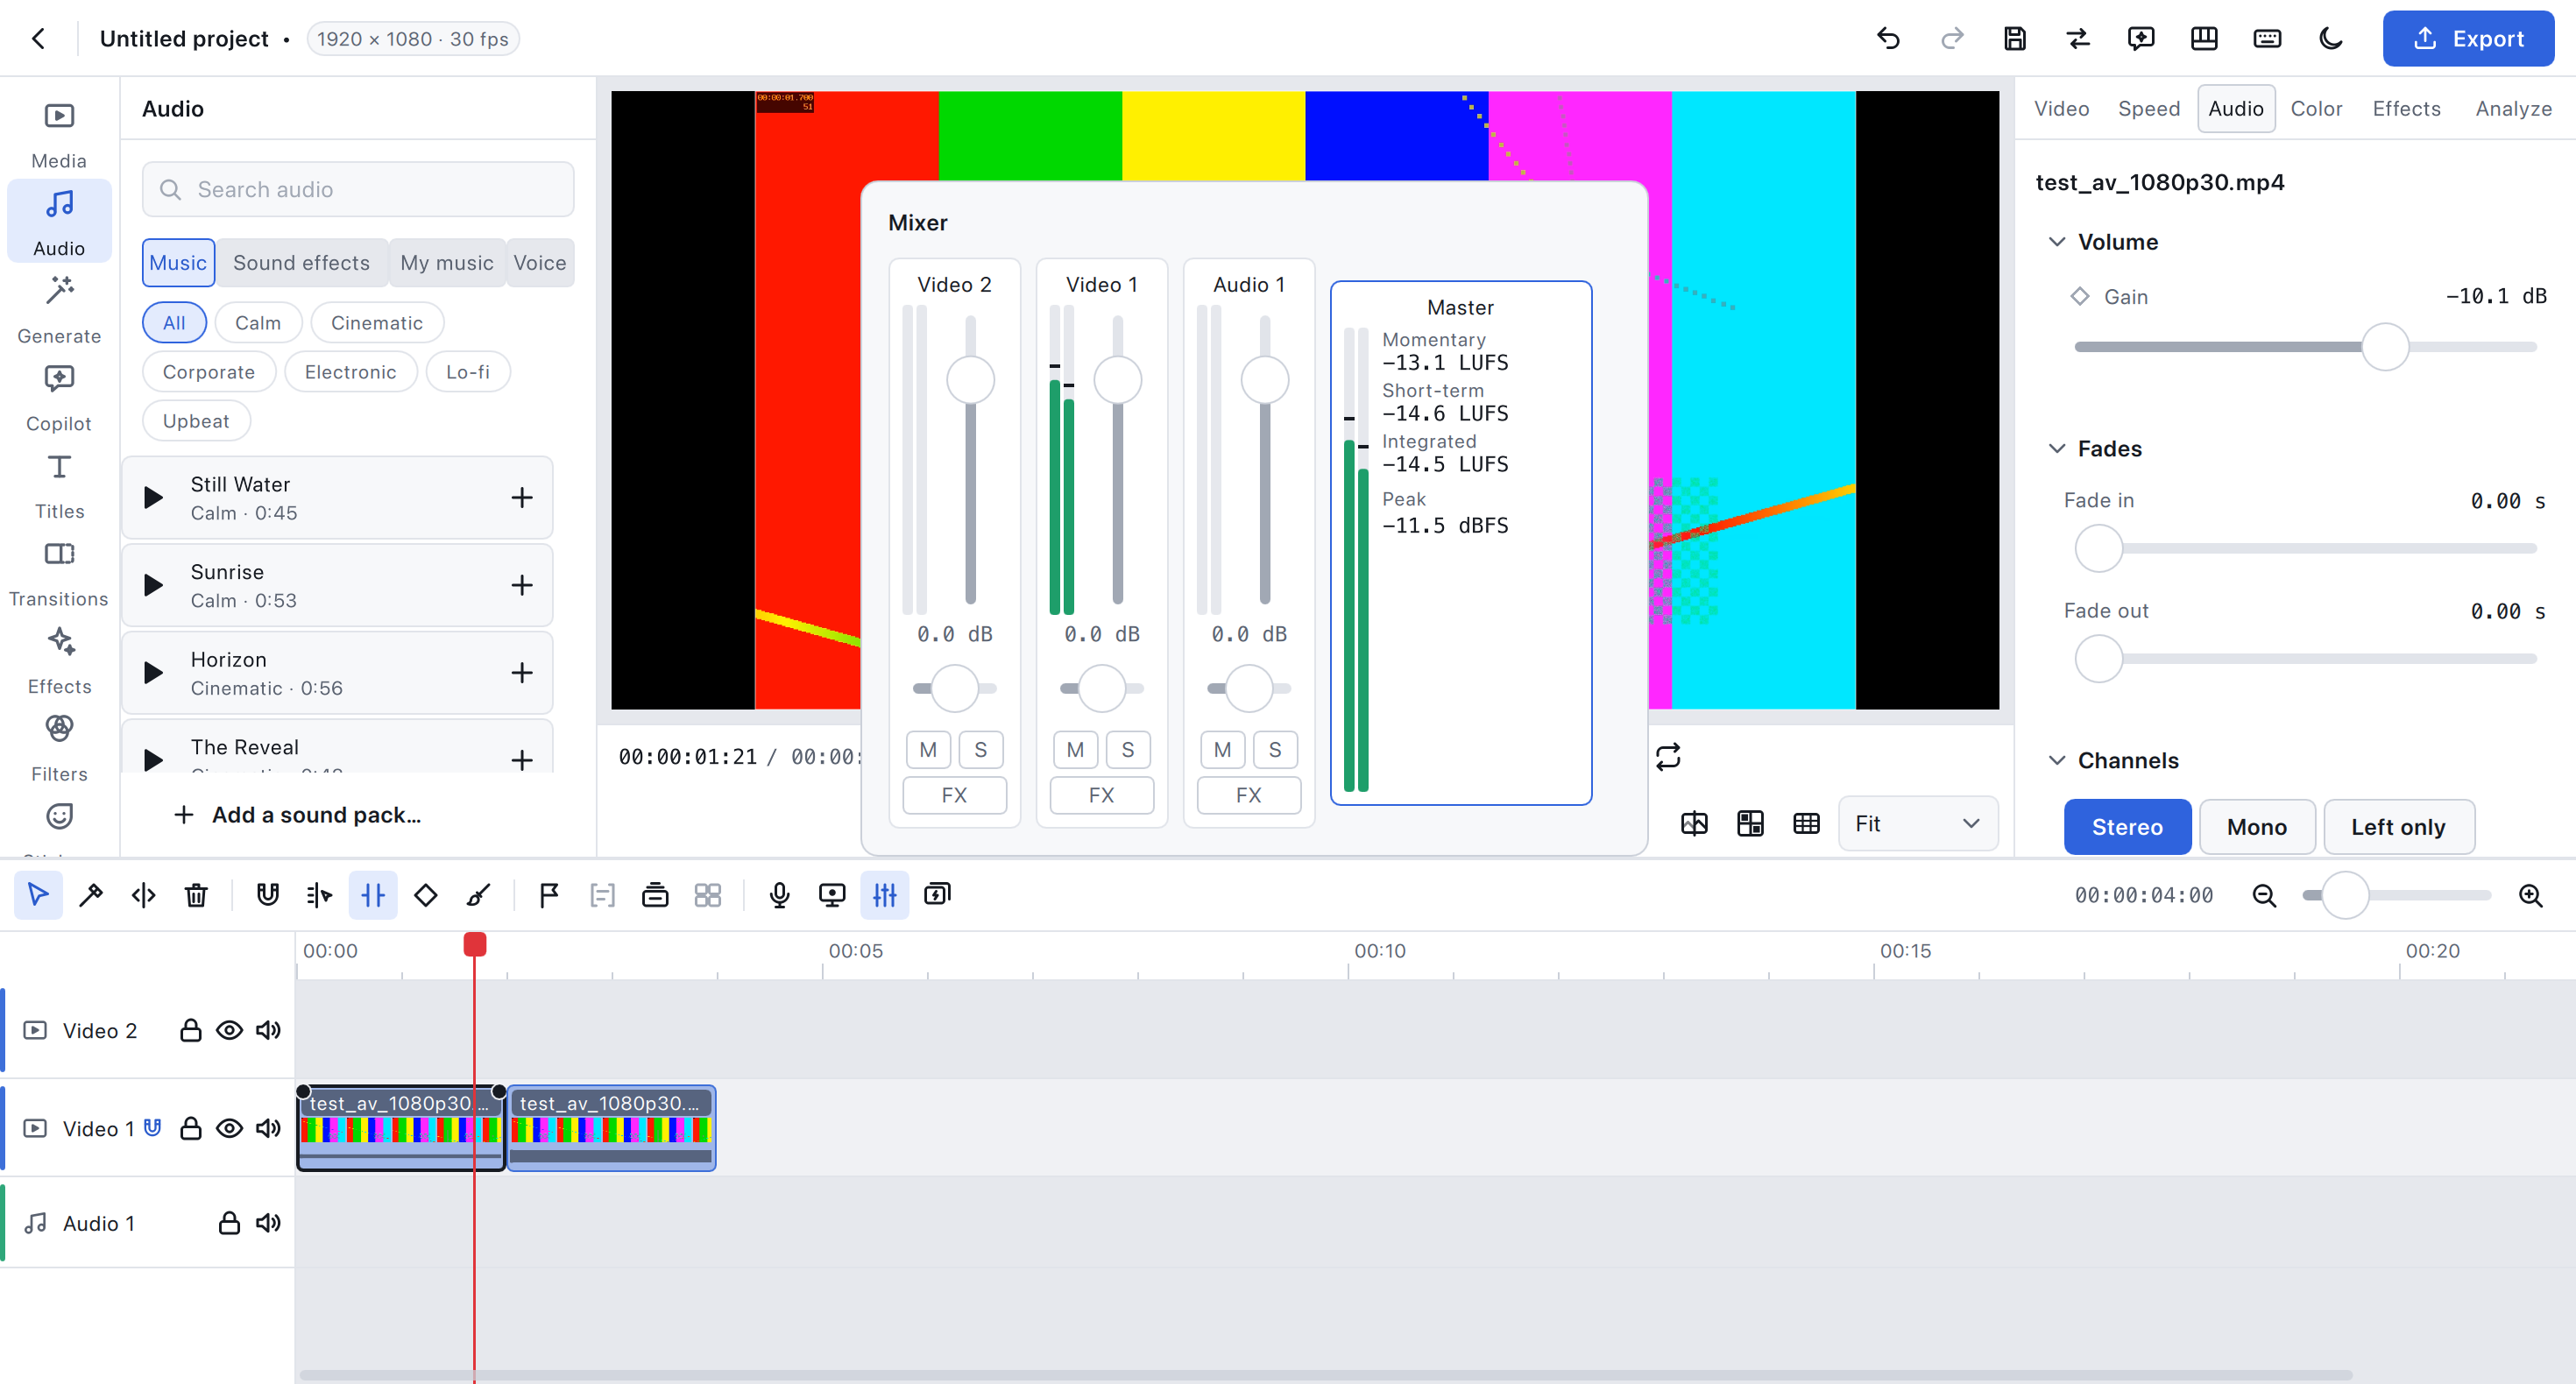 Untitled project •
1920 × 1080 · 30 fps
Export
Media
Audio
Generate
Copilot
Titles
Transitions
Effects
Filters
Audio
Search audio
Music
Sound effects
My music
Voice
All
Calm
Cinematic
Corporate
Electronic
Lo-fi
Upbeat
Still Water
Calm · 0:45
Sunrise
Calm · 0:53
Horizon
Cinematic · 0:56
The Reveal
Add a sound pack…
00:00:01.700
51
Mixer
Video 2
0.0 dB
M
S
FX
Video 1
0.0 dB
M
S
FX
Audio 1
0.0 dB
M
S
FX
Master
Momentary
−13.1 LUFS
Short-term
−14.6 LUFS
Integrated
−14.5 LUFS
Peak
−11.5 dBFS
00:00:01:21 / 00:00:
Fit
Video
Speed
Audio
Color
Effects
Analyze
test_av_1080p30.mp4
Volume
Gain
−10.1 dB
Fades
Fade in
0.00 s
Fade out
0.00 s
Channels
Stereo
Mono
Left only
00:00:04:00
00:00
00:05
00:10
00:15
00:20
Video 2
Video 1
test_av_1080p30.…
test_av_1080p30.…
Audio 1